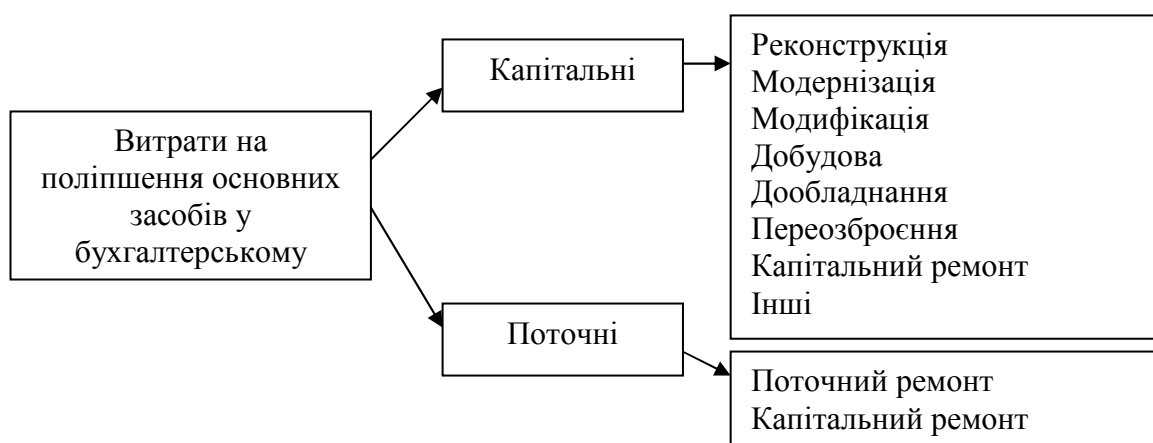 Витрати на
поліпшення основних
засобів у
бухгалтерському
Капітальні
Реконструкція
Модернізація
Модифікація
Добудова
Дообладнання
Переозброєння
Капітальний ремонт
Інші
Поточні
Поточний ремонт
Капітальний ремонт